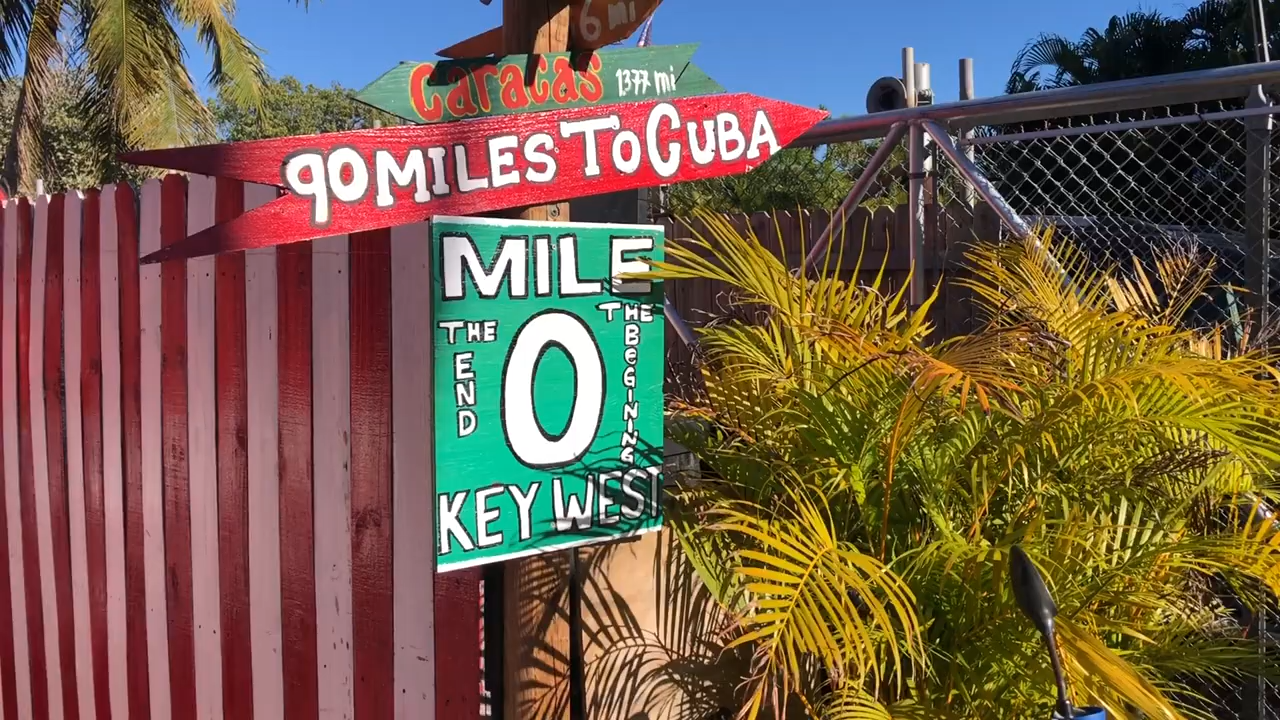 6 mi
Caracas 1377 mi
90 MILES TO CUBA
MILE
0
THE END
THE BEGINING
KEY WEST